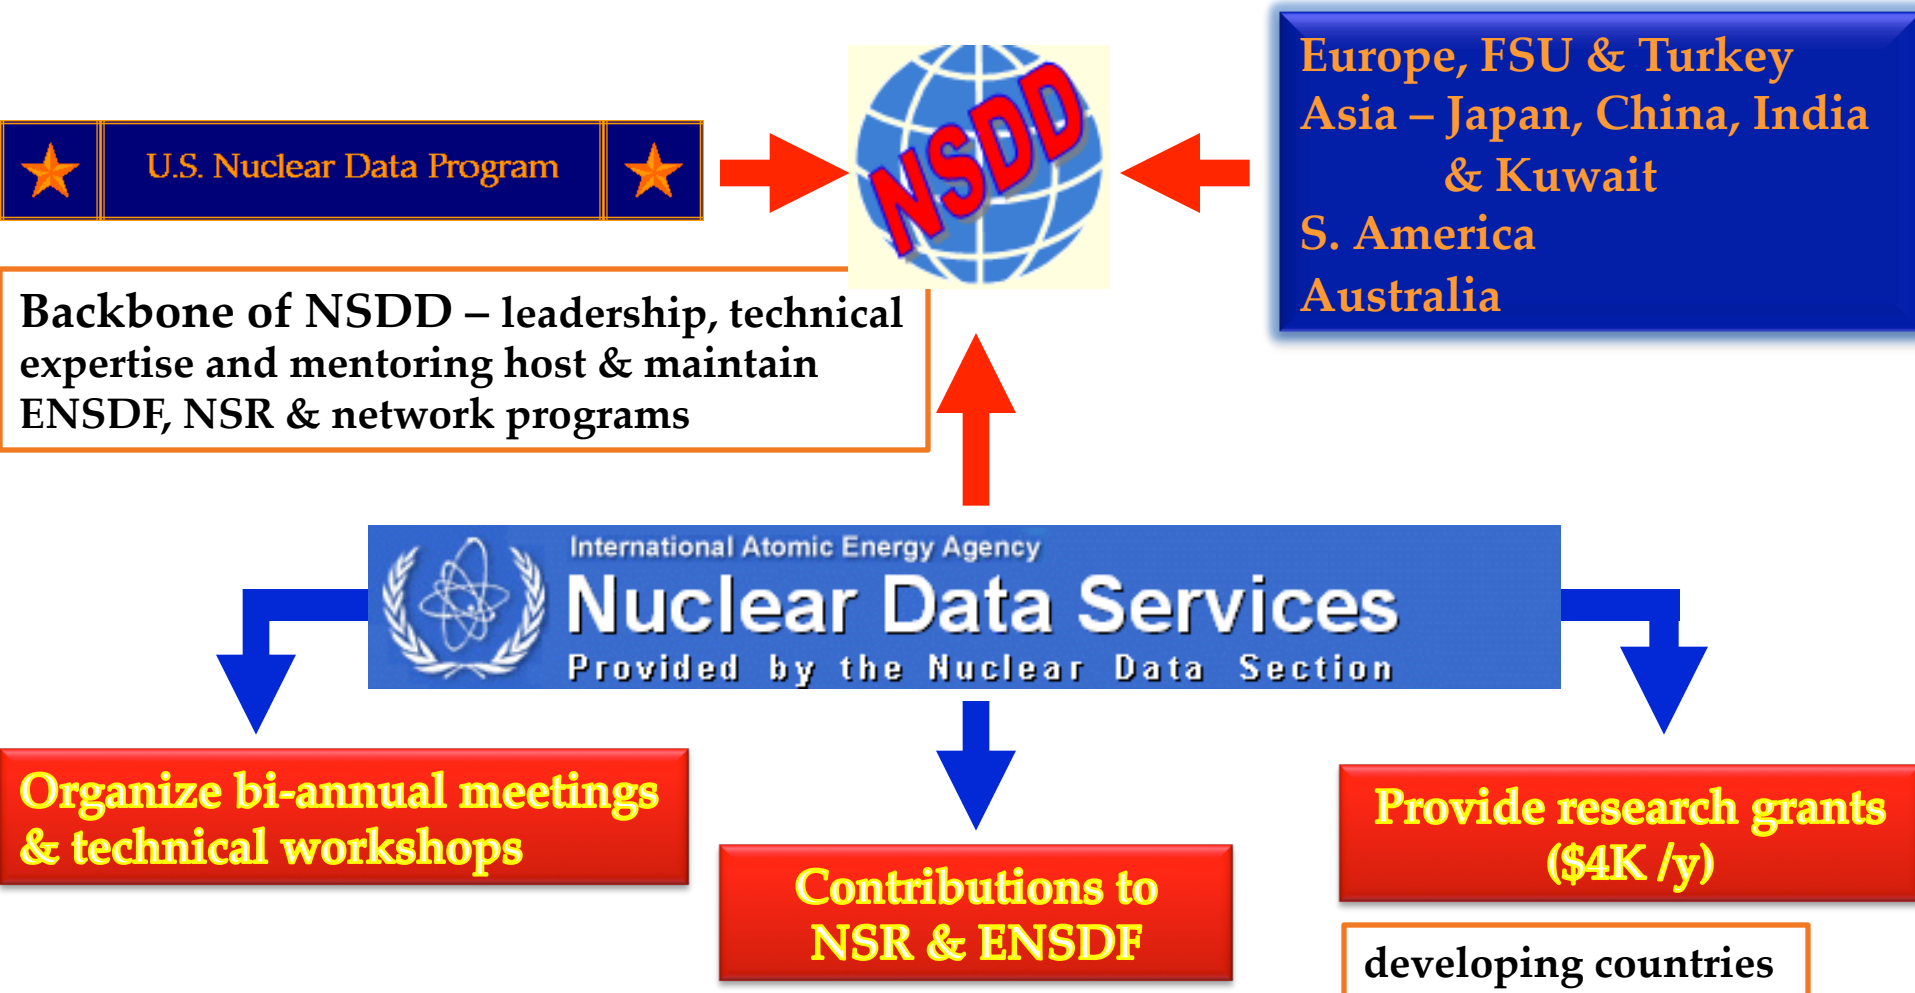 U.S. Nuclear Data Program
NSDD
Europe, FSU & Turkey
Asia – Japan, China, India
& Kuwait
S. America
Australia
Backbone of NSDD – leadership, technical
expertise and mentoring host & maintain
ENSDF, NSR & network programs
International Atomic Energy Agency
Nuclear Data Services
Provided by the Nuclear Data Section
Organize bi-annual meetings
& technical workshops
Contributions to
NSR & ENSDF
Provide research grants
($4K /y)
developing countries